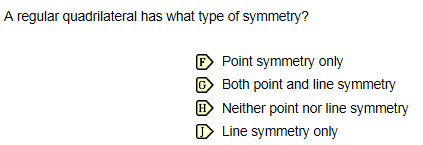 A regular quadrilateral has what type of symmetry?
F Point symmetry only
G Both point and line symmetry
H Neither point nor line symmetry
J Line symmetry only